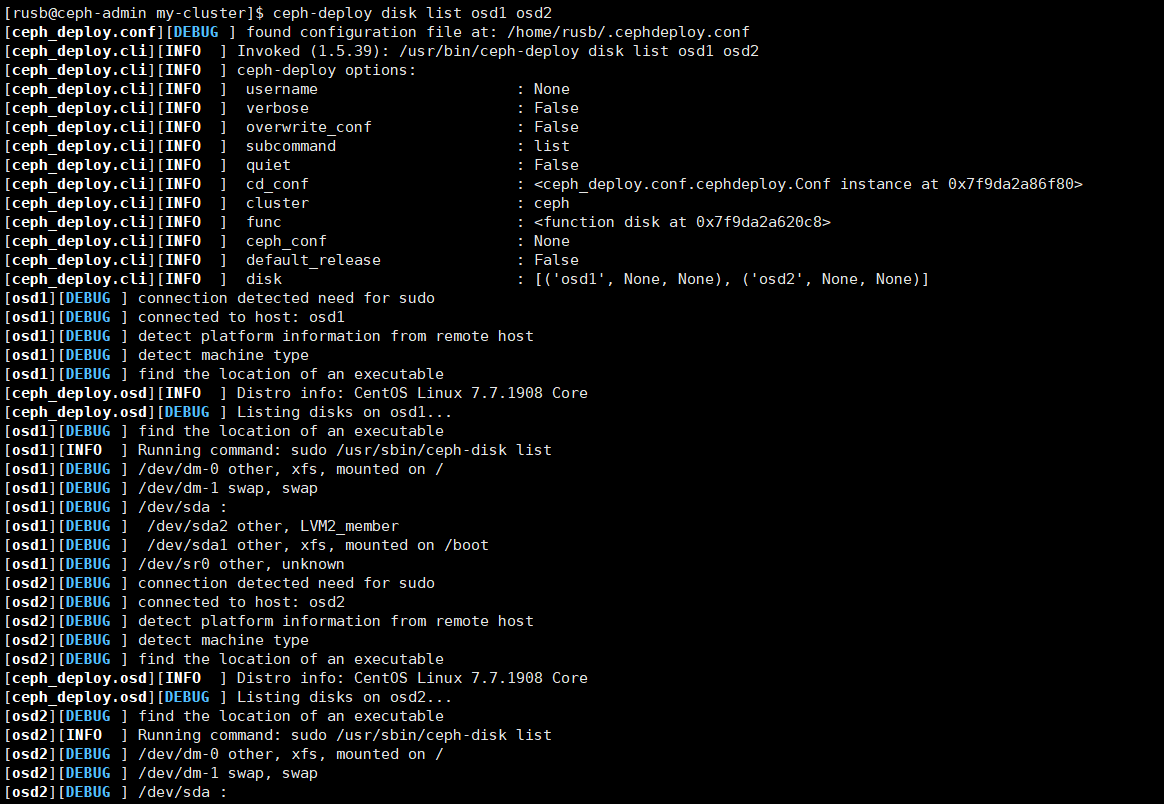 [rusb@ceph-admin my-cluster]$ ceph-deploy disk list osd1 osd2
[ceph_deploy.conf][DEBUG ] found configuration file at: /home/rusb/.cephdeploy.conf
[ceph_deploy.cli][INFO  ] Invoked (1.5.39): /usr/bin/ceph-deploy disk list osd1 osd2
[ceph_deploy.cli][INFO  ] ceph-deploy options:
[ceph_deploy.cli][INFO  ]  username                      : None
[ceph_deploy.cli][INFO  ]  verbose                       : False
[ceph_deploy.cli][INFO  ]  overwrite_conf                : False
[ceph_deploy.cli][INFO  ]  subcommand                    : list
[ceph_deploy.cli][INFO  ]  quiet                         : False
[ceph_deploy.cli][INFO  ]  cd_conf                       : <ceph_deploy.conf.cephdeploy.Conf instance at 0x7f9da2a86f80>
[ceph_deploy.cli][INFO  ]  cluster                       : ceph
[ceph_deploy.cli][INFO  ]  func                          : <function disk at 0x7f9da2a620c8>
[ceph_deploy.cli][INFO  ]  ceph_conf                     : None
[ceph_deploy.cli][INFO  ]  default_release               : False
[ceph_deploy.cli][INFO  ]  disk                          : [('osd1', None, None), ('osd2', None, None)]
[osd1][DEBUG ] connection detected need for sudo
[osd1][DEBUG ] connected to host: osd1
[osd1][DEBUG ] detect platform information from remote host
[osd1][DEBUG ] detect machine type
[osd1][DEBUG ] find the location of an executable
[ceph_deploy.osd][INFO  ] Distro info: CentOS Linux 7.7.1908 Core
[ceph_deploy.osd][DEBUG ] Listing disks on osd1...
[osd1][DEBUG ] find the location of an executable
[osd1][INFO  ] Running command: sudo /usr/sbin/ceph-disk list
[osd1][DEBUG ] /dev/dm-0 other, xfs, mounted on /
[osd1][DEBUG ] /dev/dm-1 swap, swap
[osd1][DEBUG ] /dev/sda :
[osd1][DEBUG ]  /dev/sda2 other, LVM2_member
[osd1][DEBUG ]  /dev/sda1 other, xfs, mounted on /boot
[osd1][DEBUG ] /dev/sr0 other, unknown
[osd2][DEBUG ] connection detected need for sudo
[osd2][DEBUG ] connected to host: osd2
[osd2][DEBUG ] detect platform information from remote host
[osd2][DEBUG ] detect machine type
[osd2][DEBUG ] find the location of an executable
[ceph_deploy.osd][INFO  ] Distro info: CentOS Linux 7.7.1908 Core
[ceph_deploy.osd][DEBUG ] Listing disks on osd2...
[osd2][DEBUG ] find the location of an executable
[osd2][INFO  ] Running command: sudo /usr/sbin/ceph-disk list
[osd2][DEBUG ] /dev/dm-0 other, xfs, mounted on /
[osd2][DEBUG ] /dev/dm-1 swap, swap
[osd2][DEBUG ] /dev/sda :